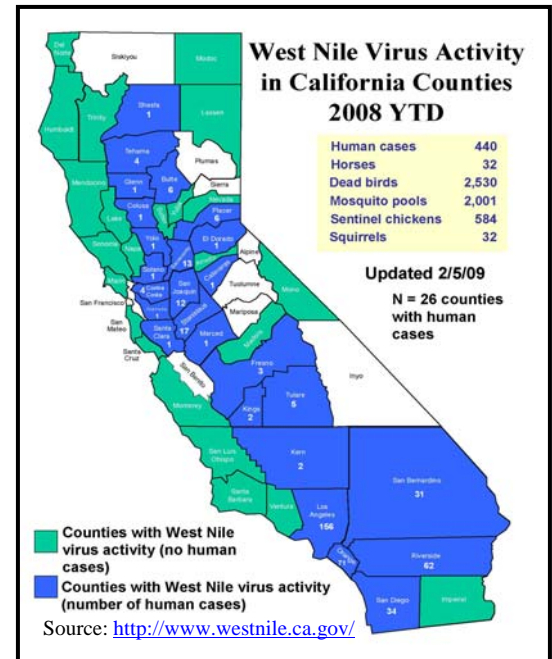 West Nile Virus Activity
in California Counties
2008 YTD
Human cases 440
Horses 32
Dead birds 2,530
Mosquito pools 2,001
Sentinel chickens 584
Squirrels 32
Updated 2/5/09
N = 26 counties
with human
cases
Del
Norte
Siskiyou
Modoc
Humboldt
Trinity
Shasta
1
Lassen
Tehama
4
Plumas
Mendocino
Glenn
1
Butte
6
Sierra
Nevada
Lake
Colusa
1
Placer
6
Sonoma
Napa
Yolo
1
El Dorado
1
Alpine
Solano
1
13
Marin
4
Contra
Costa
San
Joaquin
12
Calaveras
1
Tuolumne
Mono
San Francisco
San
Mateo
Santa
Clara
1
Stanislaus
17
Merced
1
Mariposa
Madera
Santa
Cruz
San Benito
Fresno
3
Inyo
Monterey
Kings
2
Tulare
5
San Luis
Obispo
Kern
2
San Bernardino
31
Santa
Barbara
Ventura
Los
Angeles
156
Orange
71
Riverside
62
San Diego
34
Imperial
Counties with West Nile
virus activity (no human
cases)
Counties with West Nile virus activity
(number of human cases)
Source: http://www.westnile.ca.gov/